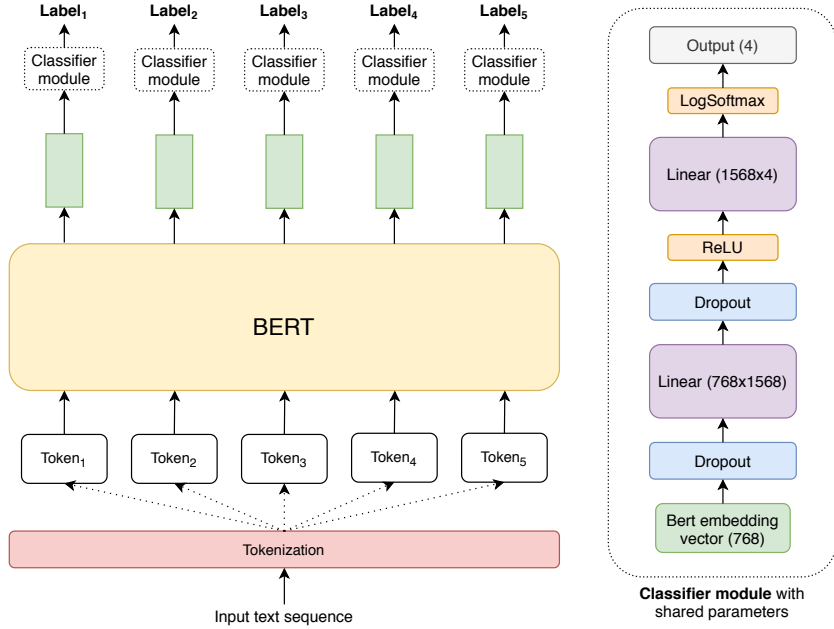 Label₁ Label₂ Label₃ Label₄ Label₅
Classifier module
Classifier module
Classifier module
Classifier module
Classifier module
BERT
Token₁ Token₂ Token₃ Token₄ Token₅
Tokenization
Input text sequence
Output (4)
LogSoftmax
Linear (1568x4)
ReLU
Dropout
Linear (768x1568)
Dropout
Bert embedding
vector (768)
Classifier module with
shared parameters